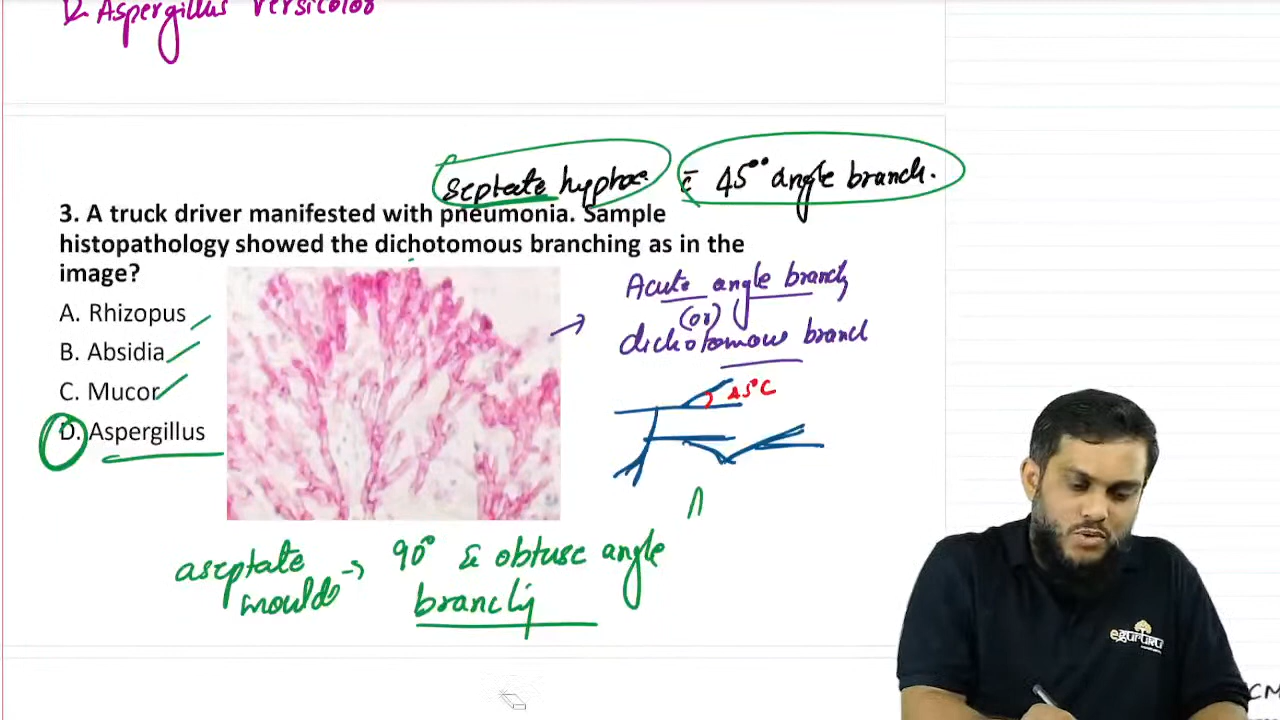 D. Aspergillus Versicolor
septate hyphae c̄ 45° angle branch.
3. A truck driver manifested with pneumonia. Sample
histopathology showed the dichotomous branching as in the
image?
A. Rhizopus
B. Absidia
C. Mucor
D. Aspergillus
Acute angle branch
(or)
dichotomous branch
45°C
aseptate
moulds → 90° & obtuse angle
branching
egurukul
CM